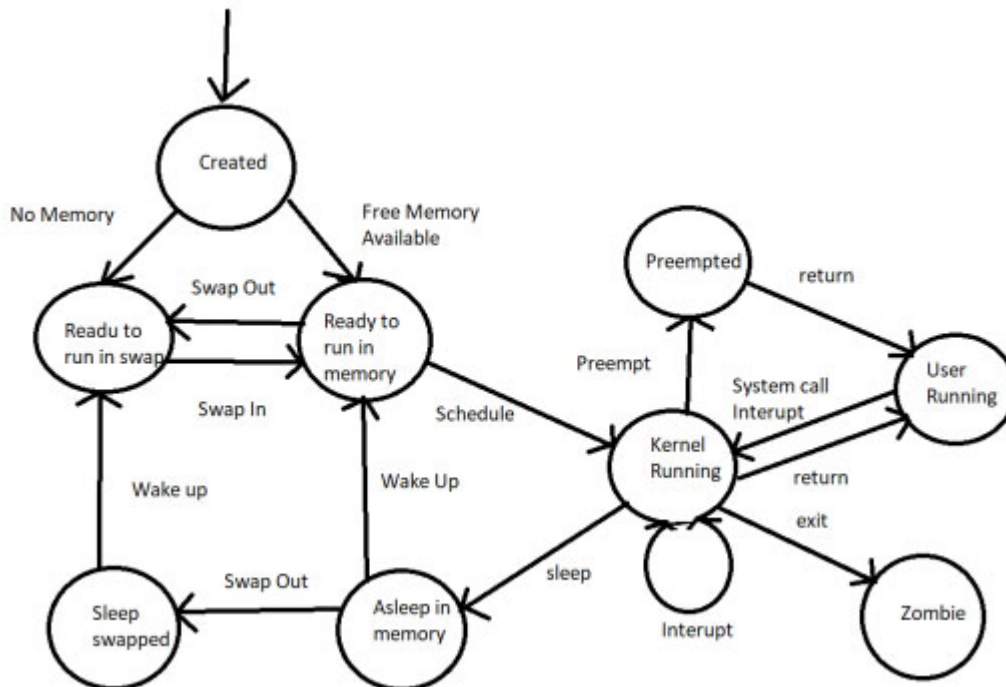 Created
No Memory
Free Memory
Available
Swap Out
Readu to
run in swap
Ready to
run in
memory
Swap In
Schedule
Preempted
return
Preempt
User
Running
System call
Interupt
Kernel
Running
return
exit
Wake up
Wake Up
sleep
Swap Out
Sleep
swapped
Asleep in
memory
Interupt
Zombie